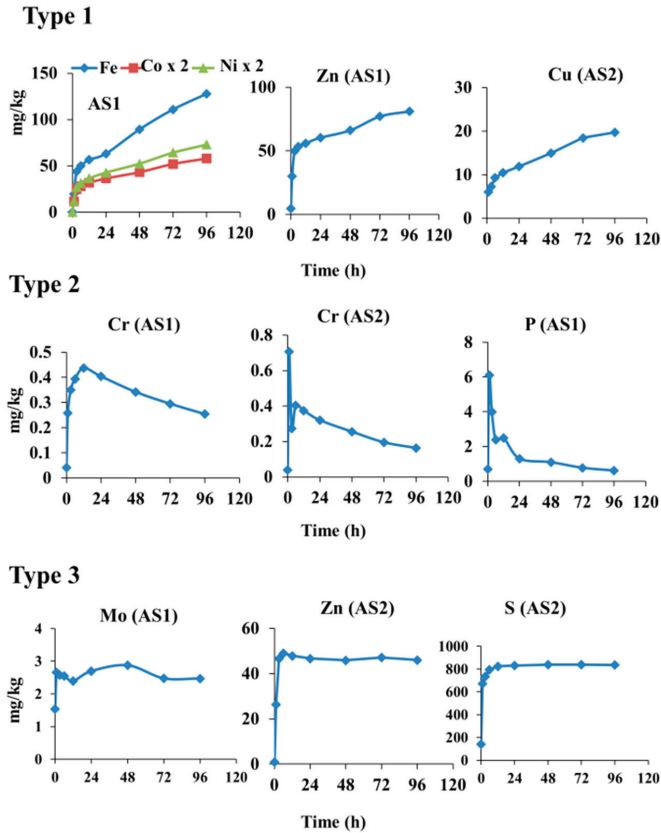 Type 1
Fe Co x 2 Ni x 2
AS1
mg/kg
150
100
50
0
0 24 48 72 96 120
Zn (AS1)
100
50
0
0 24 48 72 96 120
Cu (AS2)
30
20
10
0
0 24 48 72 96 120
Time (h)
Type 2
Cr (AS1)
mg/kg
0.5
0.4
0.3
0.2
0.1
0
0 24 48 72 96 120
Cr (AS2)
0.8
0.6
0.4
0.2
0
0 24 48 72 96 120
P (AS1)
8
6
4
2
0
0 24 48 72 96 120
Time (h)
Type 3
Mo (AS1)
mg/kg
4
3
2
1
0
0 24 48 72 96 120
Zn (AS2)
60
40
20
0
0 24 48 72 96 120
S (AS2)
1000
800
600
400
200
0
0 24 48 72 96 120
Time (h)